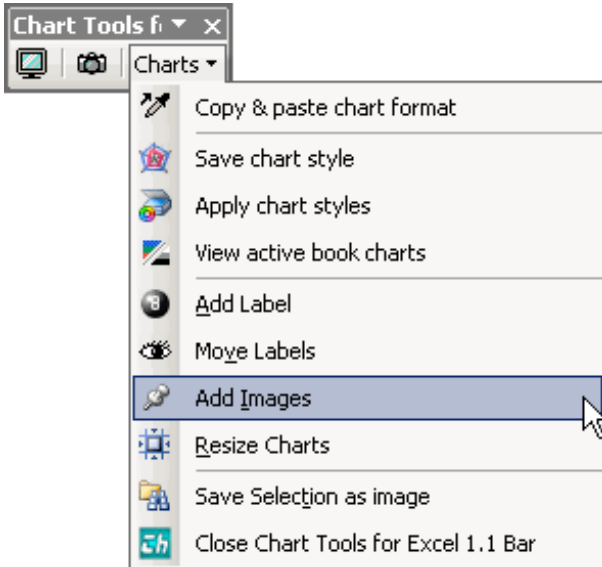 Chart Tools f
Charts
Copy & paste chart format
Save chart style
Apply chart styles
View active book charts
Add Label
Move Labels
Add Images
Resize Charts
Save Selection as image
Close Chart Tools for Excel 1.1 Bar